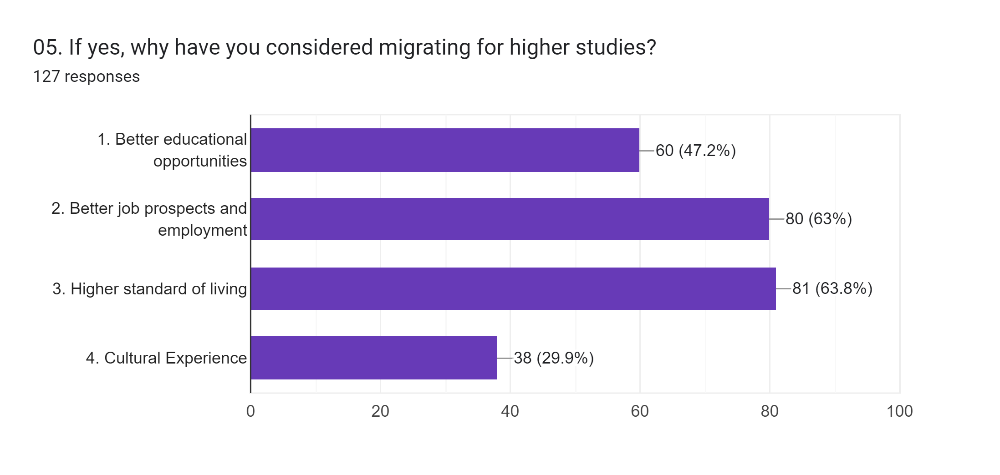 05. If yes, why have you considered migrating for higher studies?
127 responses
1. Better educational
opportunities
60 (47.2%)
2. Better job prospects and
employment
80 (63%)
3. Higher standard of living
81 (63.8%)
4. Cultural Experience
38 (29.9%)
0 20 40 60 80 100